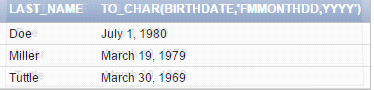 LAST_NAME TO_CHAR(BIRTHDATE,'FMMONTHDD,YYYY')
Doe July 1, 1980
Miller March 19, 1979
Tuttle March 30, 1969